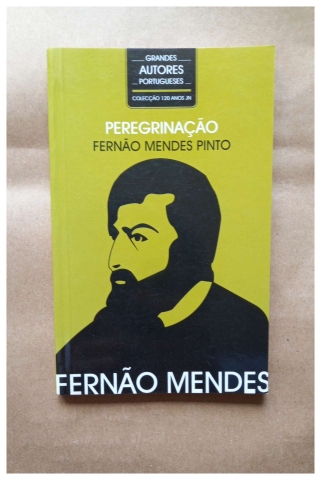 GRANDES
AUTORES
PORTUGUESES
COLECÇÃO 120 ANOS JN
PEREGRINAÇÃO
FERNÃO MENDES PINTO
FERNÃO MENDES